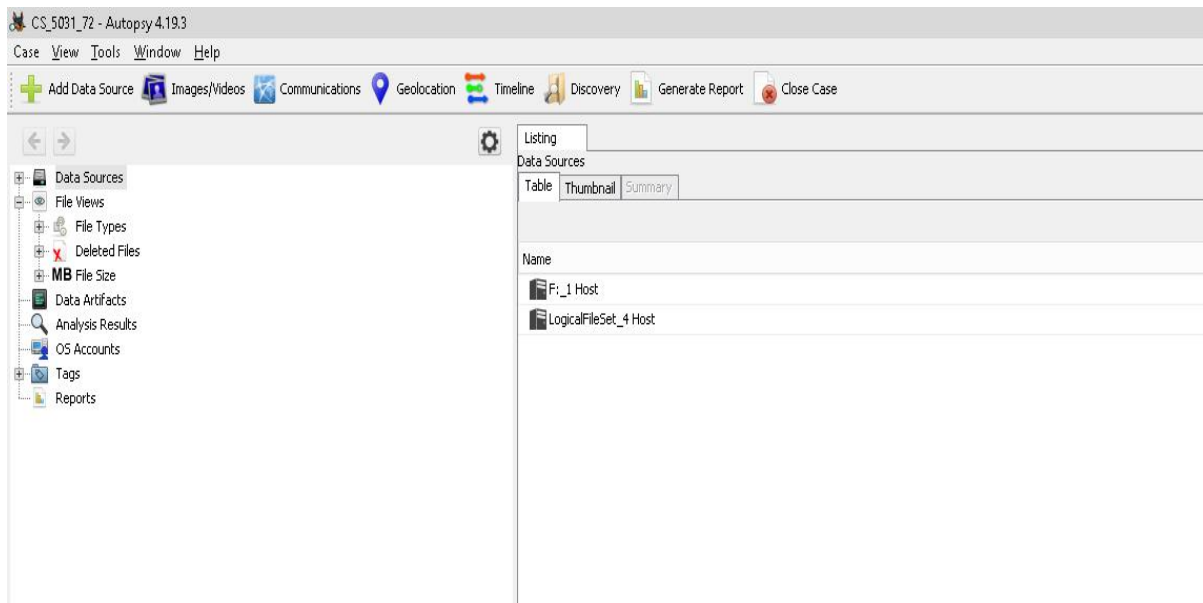 CS_5031_72 - Autopsy 4.19.3
Case View Tools Window Help
Add Data Source Images/Videos Communications Geolocation Timeline Discovery Generate Report Close Case
Listing
Data Sources
Table Thumbnail Summary
Name
F:_1 Host
LogicalFileSet_4 Host
Data Sources
File Views
File Types
Deleted Files
MB File Size
Data Artifacts
Analysis Results
OS Accounts
Tags
Reports